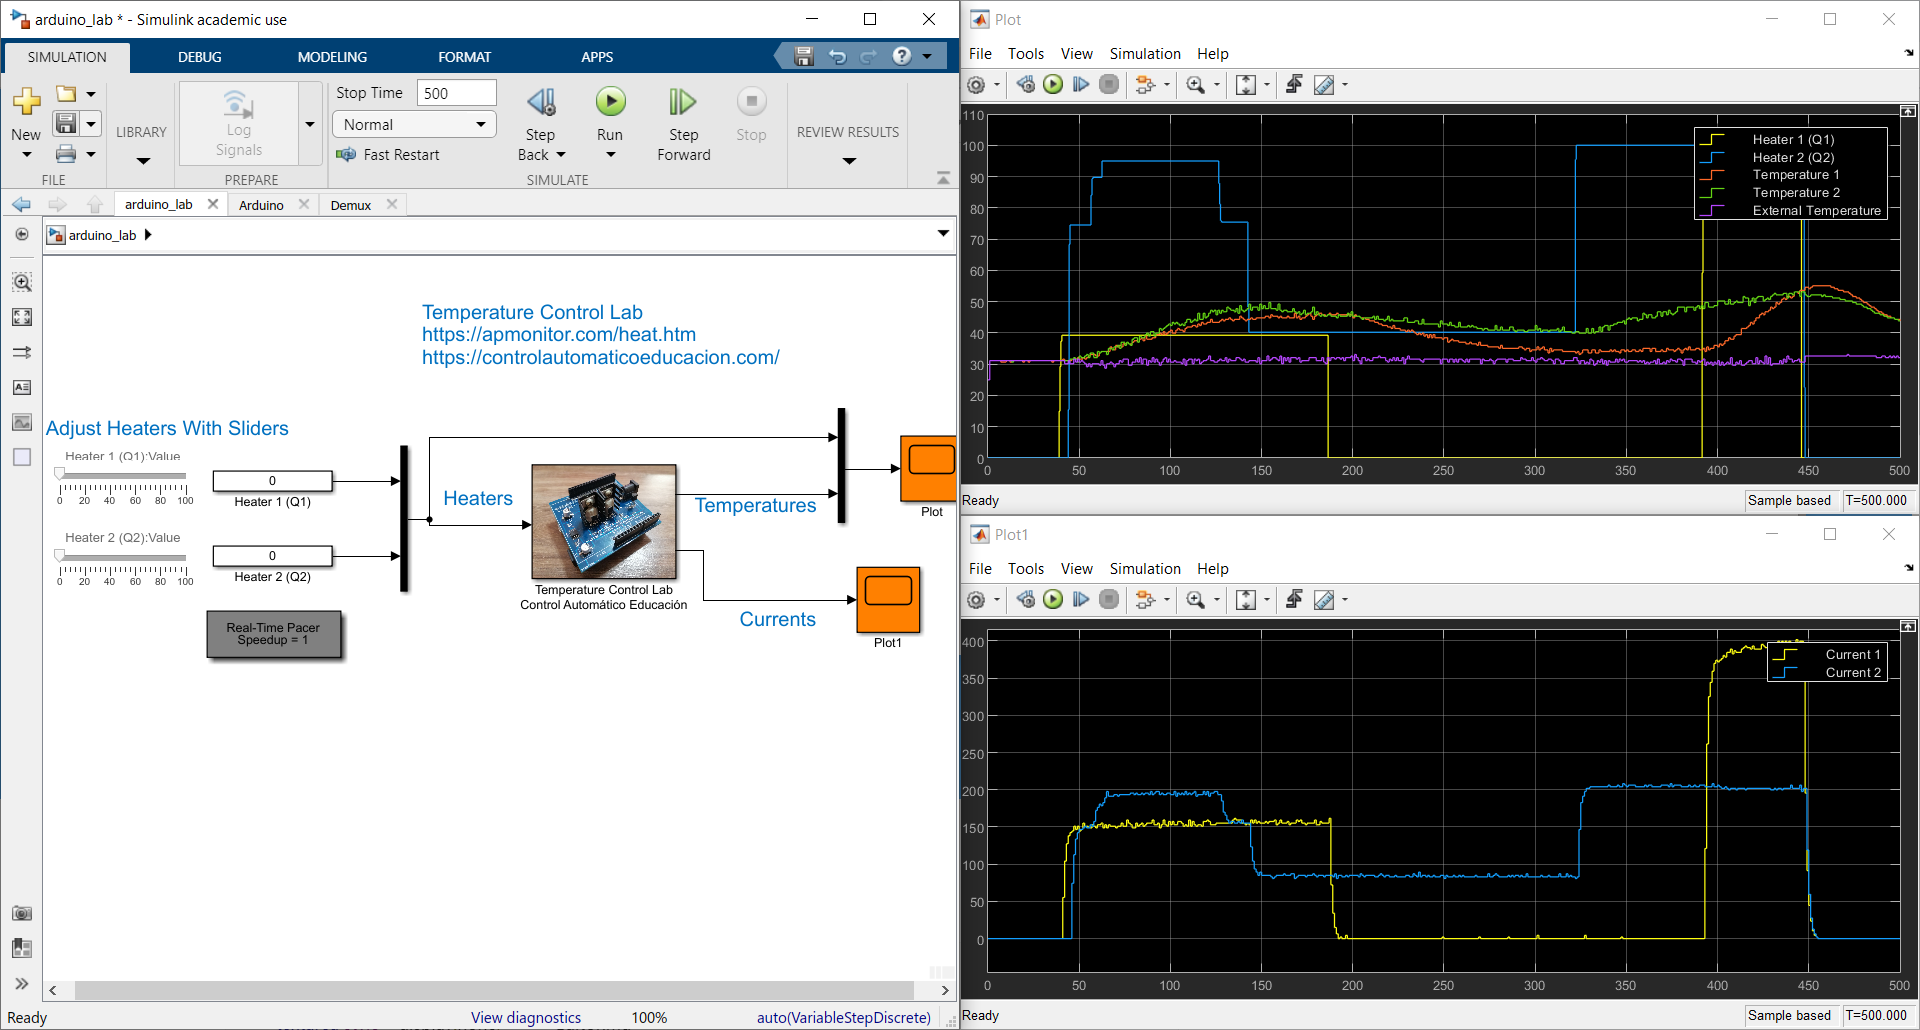 arduino_lab * - Simulink academic use
SIMULATION DEBUG MODELING FORMAT APPS
New
FILE
LIBRARY
Log
Signals
PREPARE
Stop Time 500
Normal
Fast Restart
Step
Back
Run
Step
Forward
Stop
SIMULATE
REVIEW RESULTS
arduino_lab Arduino Demux
arduino_lab
Temperature Control Lab
https://apmonitor.com/heat.htm
https://controlautomaticoeducacion.com/
Adjust Heaters With Sliders
Heater 1 (Q1):Value
0 20 40 60 80 100
0
Heater 1 (Q1)
Heater 2 (Q2):Value
0 20 40 60 80 100
0
Heater 2 (Q2)
Real-Time Pacer
Speedup = 1
Heaters
Temperature Control Lab
Control Automático Educación
Temperatures
Currents
Plot
Plot1
Ready View diagnostics 100% auto(VariableStepDiscrete)
Plot
File Tools View Simulation Help
110
100
90
80
70
60
50
40
30
20
10
0
0 50 100 150 200 250 300 350 400 450 500
Heater 1 (Q1)
Heater 2 (Q2)
Temperature 1
Temperature 2
External Temperature
Ready Sample based T=500.000
Plot1
File Tools View Simulation Help
400
350
300
250
200
150
100
50
0
0 50 100 150 200 250 300 350 400 450 500
Current 1
Current 2
Ready Sample based T=500.000